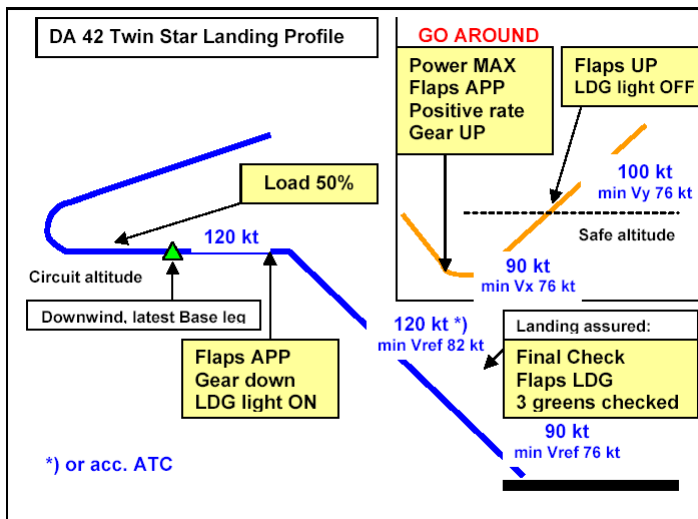 DA 42 Twin Star Landing Profile
GO AROUND
Power MAX
Flaps APP
Positive rate
Gear UP
Flaps UP
LDG light OFF
100 kt
min Vy 76 kt
Safe altitude
90 kt
min Vx 76 kt
Load 50%
120 kt
Circuit altitude
Downwind, latest Base leg
Flaps APP
Gear down
LDG light ON
120 kt *)
min Vref 82 kt
Landing assured:
Final Check
Flaps LDG
3 greens checked
90 kt
min Vref 76 kt
*) or acc. ATC